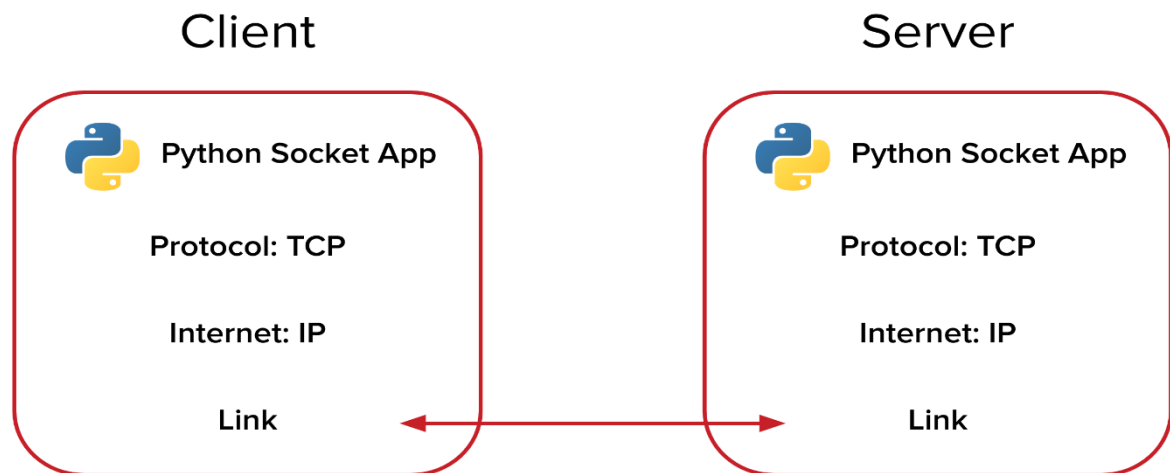 Client
Python Socket App
Protocol: TCP
Internet: IP
Link
Server
Python Socket App
Protocol: TCP
Internet: IP
Link